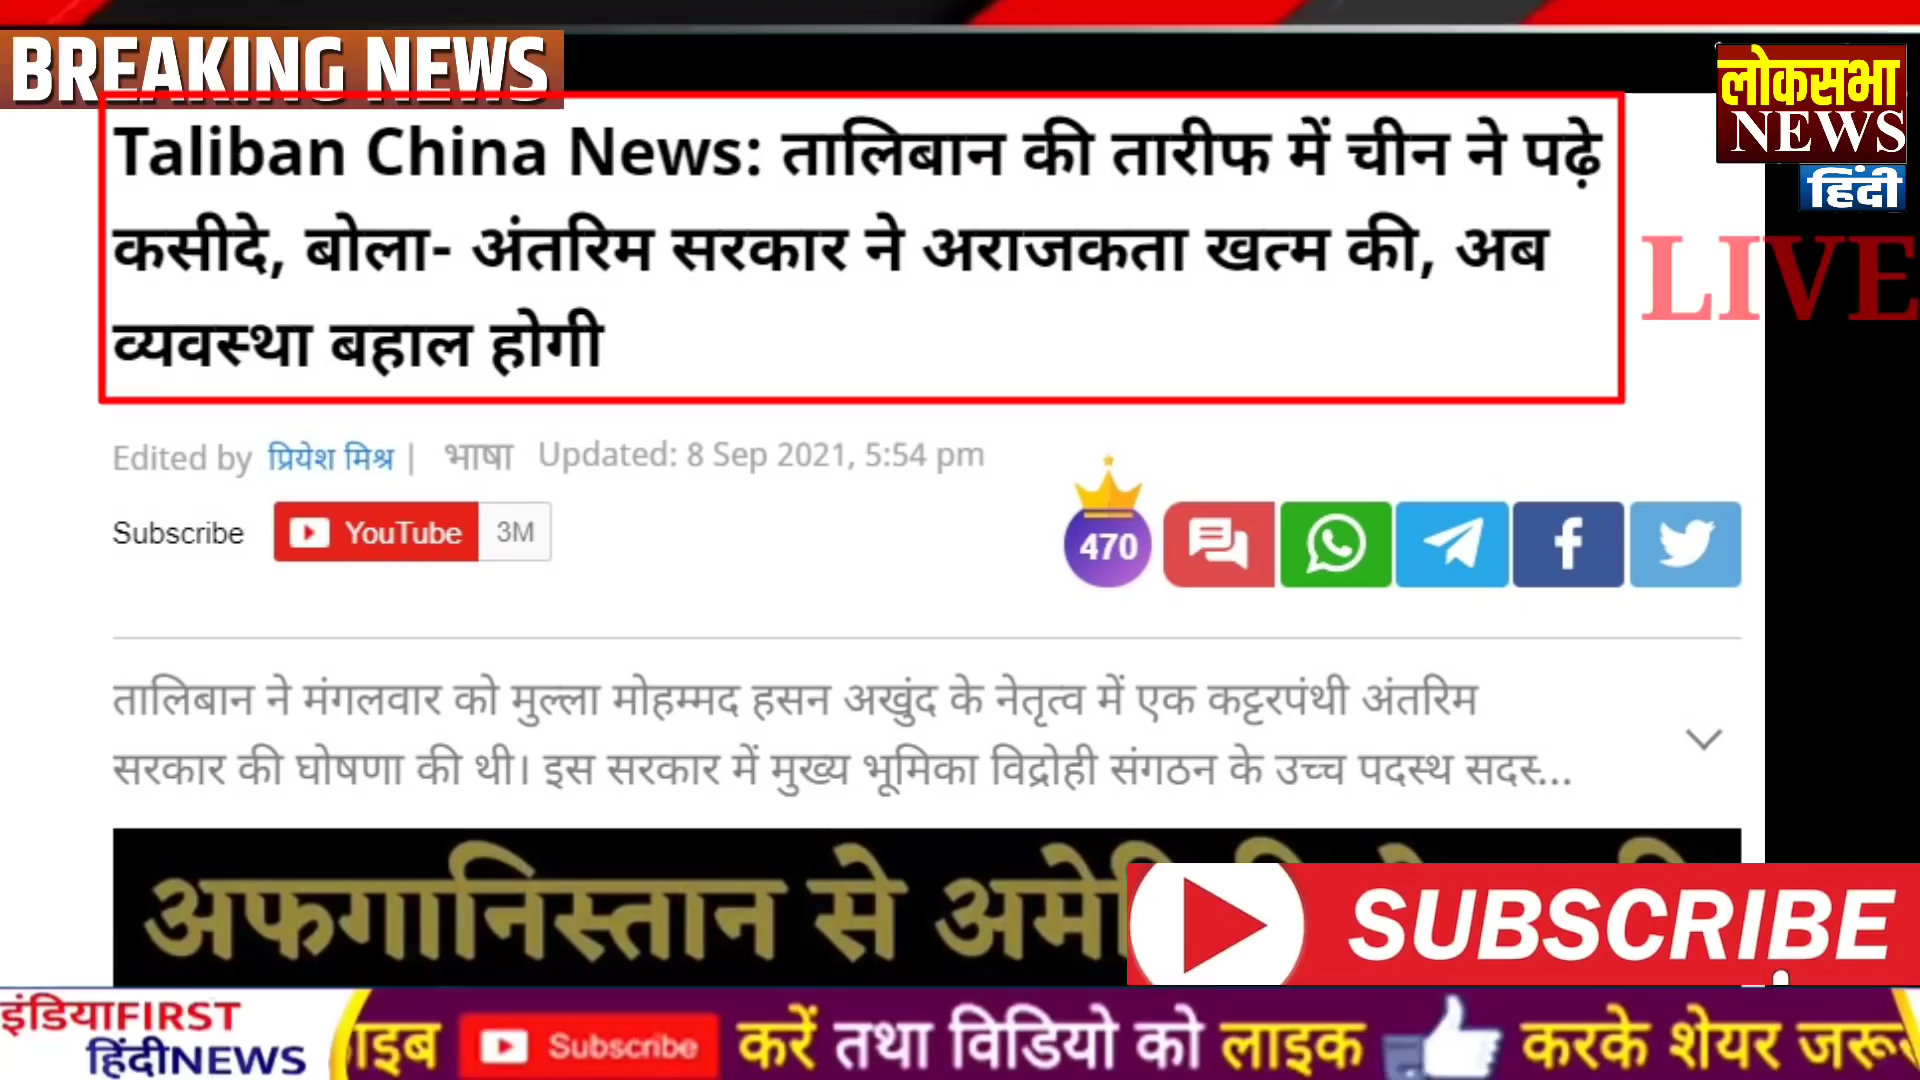 BREAKING NEWS
लोकसभा
NEWS
हिंदी
LIVE
Taliban China News: तालिबान की तारीफ में चीन ने पढ़े
कसीदे, बोला- अंतरिम सरकार ने अराजकता खत्म की, अब
व्यवस्था बहाल होगी
Edited by प्रियेश मिश्र | भाषा Updated: 8 Sep 2021, 5:54 pm
Subscribe YouTube 3M
470
तालिबान ने मंगलवार को मुल्ला मोहम्मद हसन अखुंद के नेतृत्व में एक कट्टरपंथी अंतरिम
सरकार की घोषणा की थी। इस सरकार में मुख्य भूमिका विद्रोही संगठन के उच्च पदस्थ सदस्...
अफगानिस्तान से
SUBSCRIBE
इंडियाFIRST
हिंदीNEWS
Subscribe करें तथा विडियो को लाइक करके शेयर